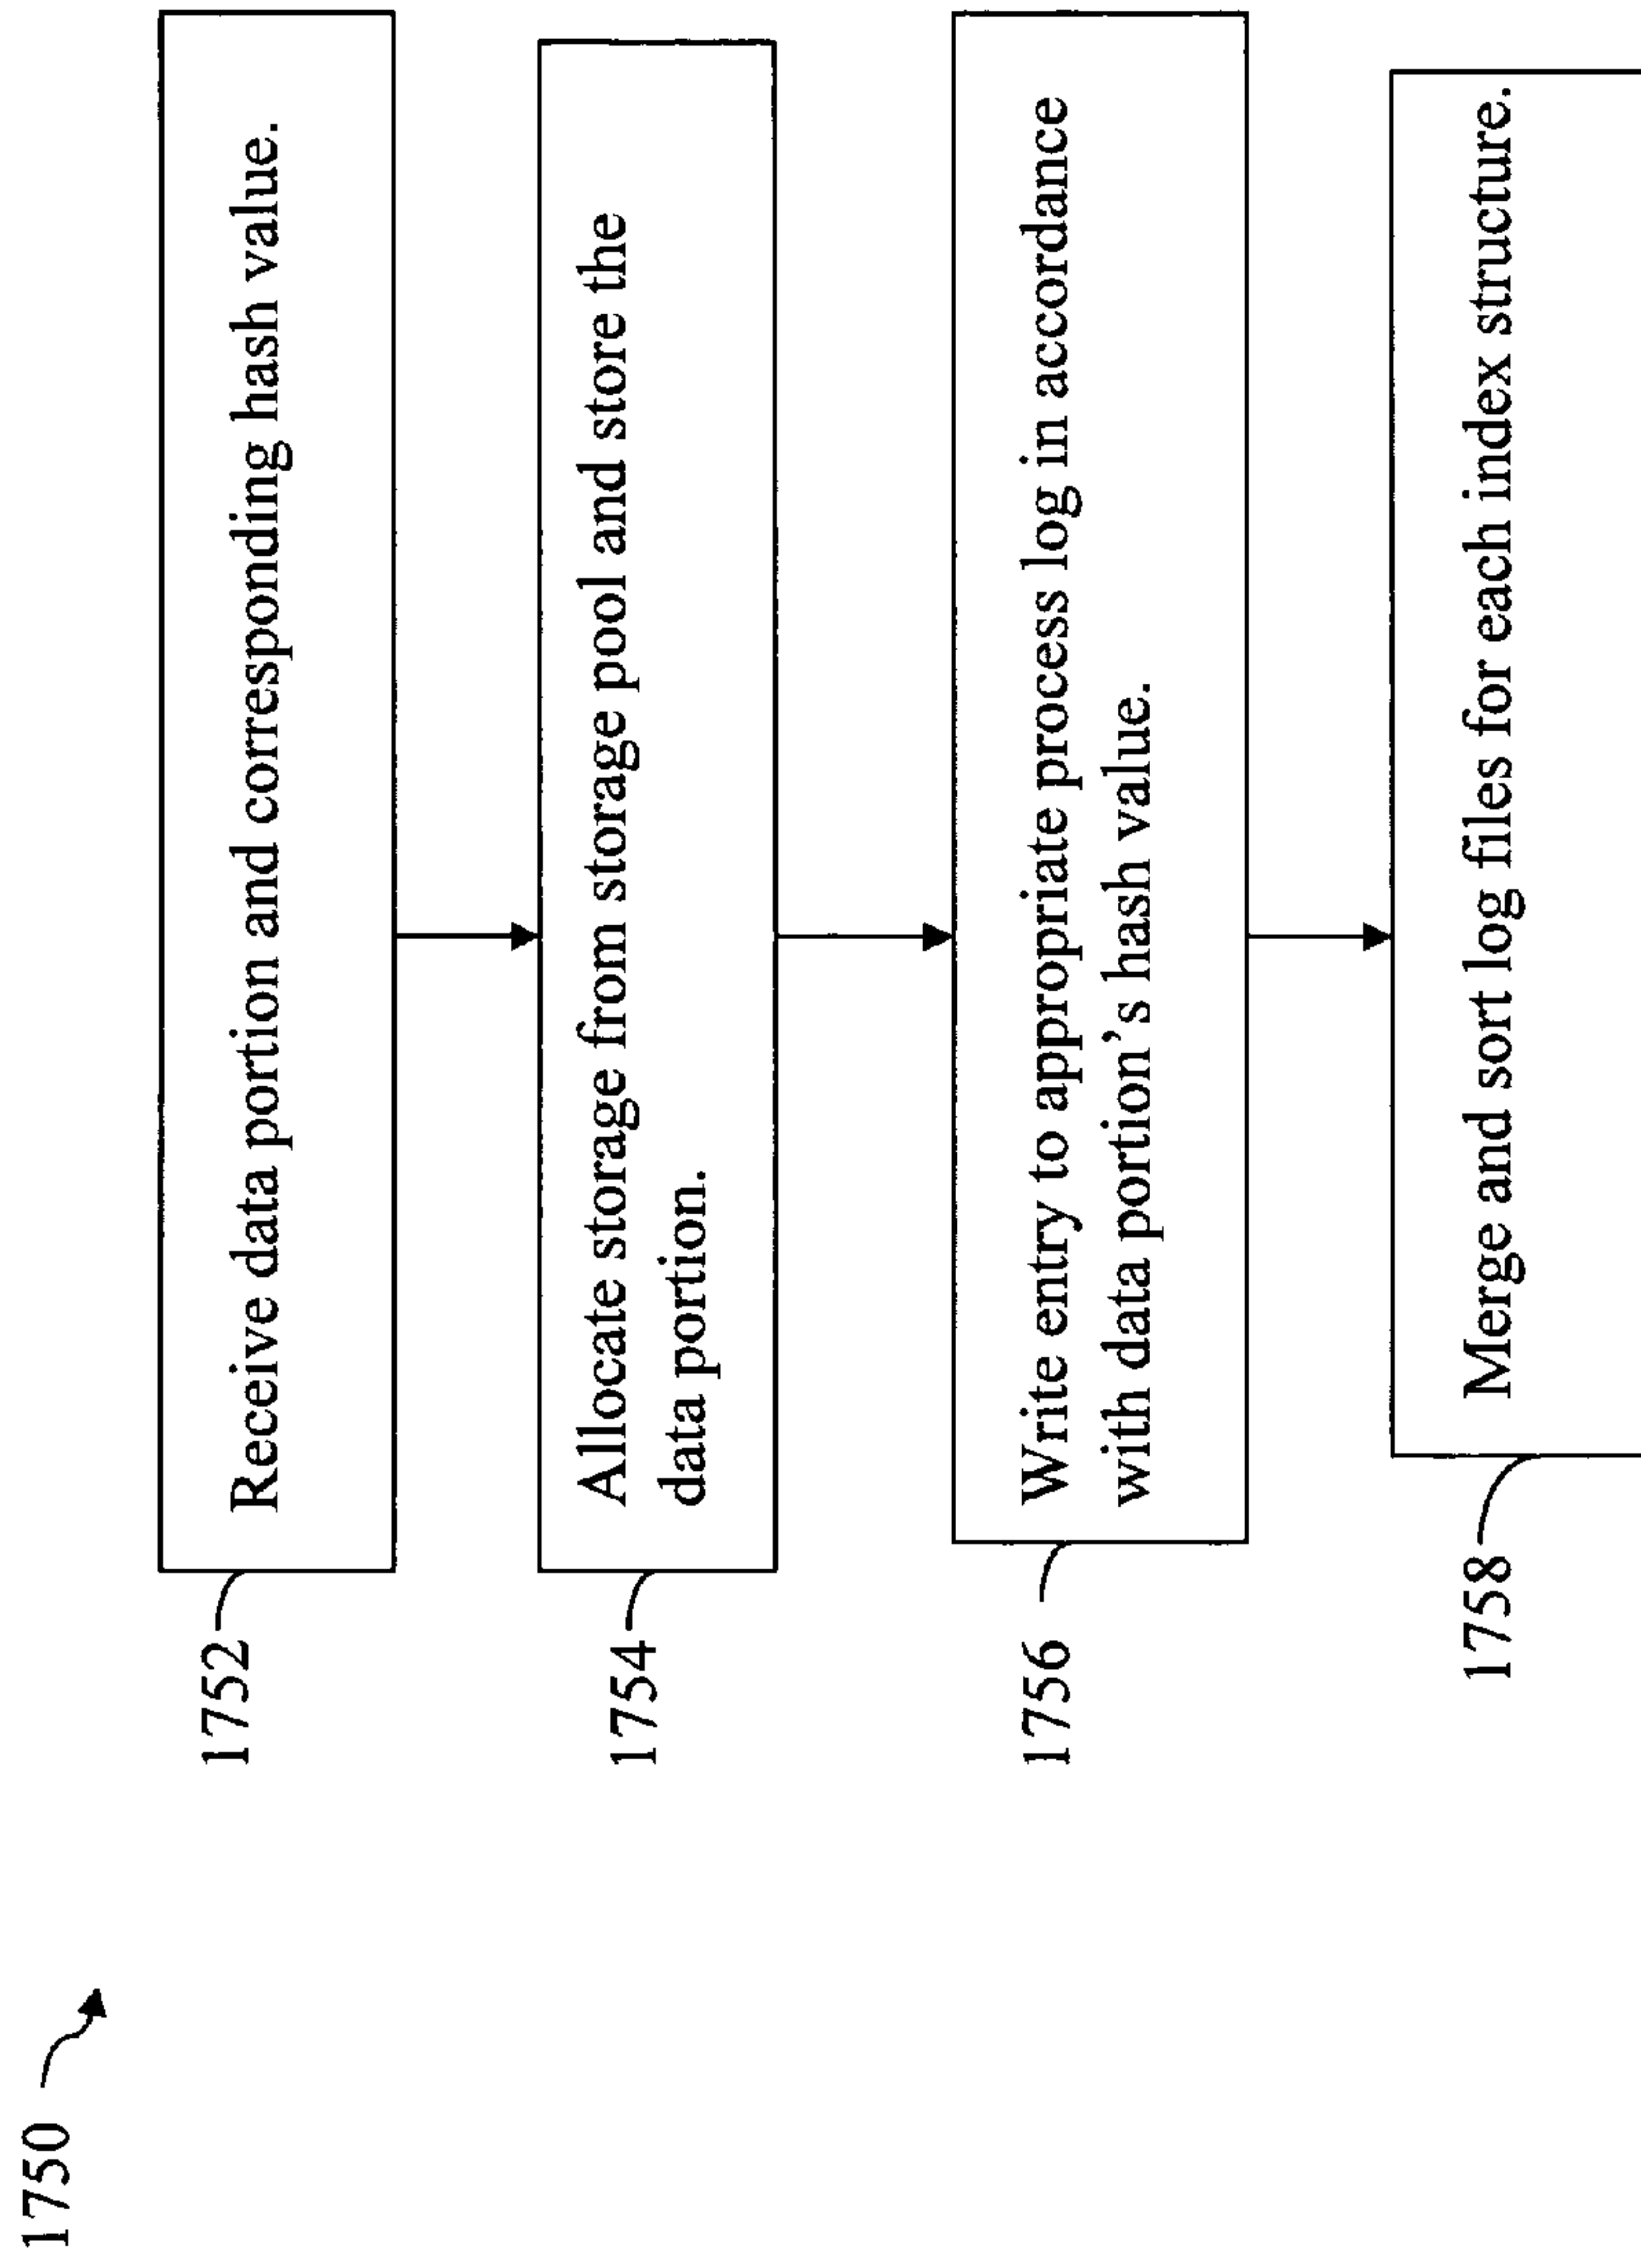 1750
1752
Receive data portion and corresponding hash value.
1754
Allocate storage from storage pool and store the
data portion.
1756
Write entry to appropriate process log in accordance
with data portion's hash value.
1758
Merge and sort log files for each index structure.